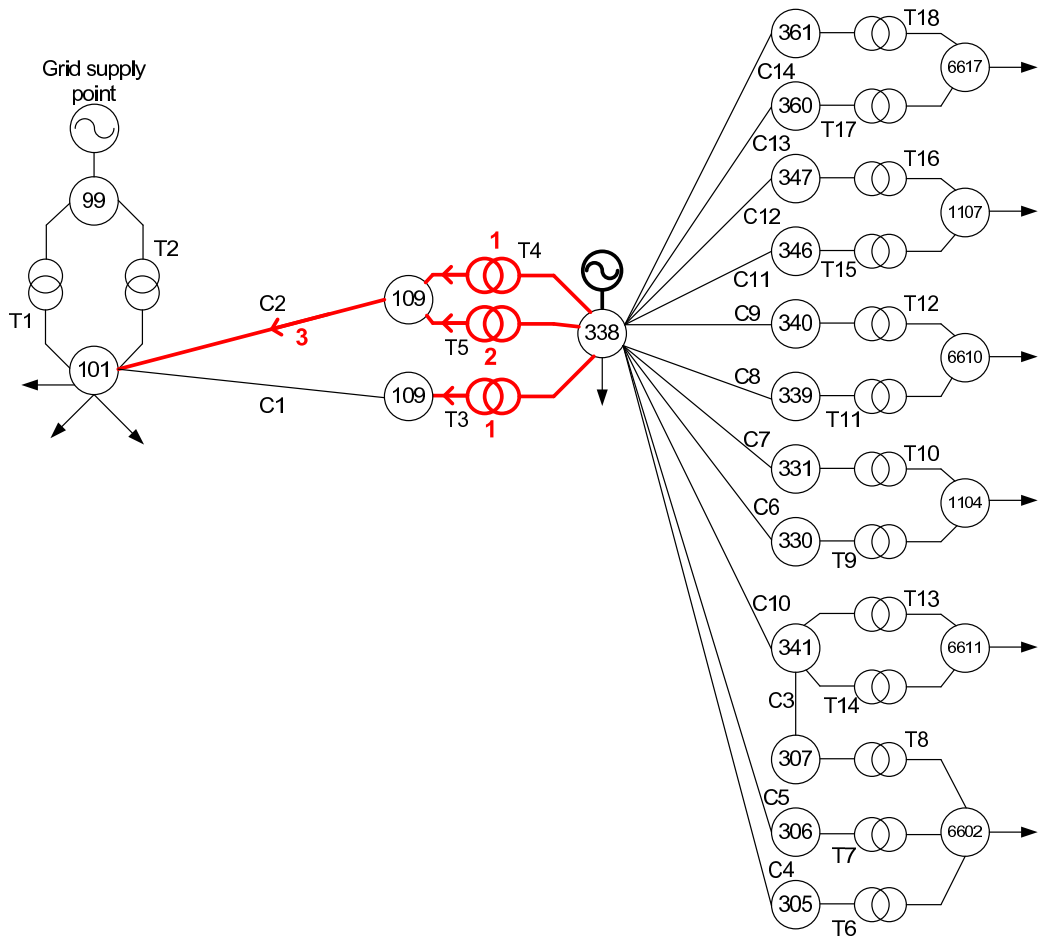 Grid supply
point
99
T1
T2
101
C2
3
C1
109
109
1
T4
T5
2
T3
1
338
C14
C13
C12
C11
C9
C8
C7
C6
C10
C3
C5
C4
361
T18
6617
360
T17
347
T16
1107
346
T15
340
T12
6610
339
T11
331
T10
1104
330
T9
341
T13
6611
T14
307
T8
306
T7
6602
305
T6